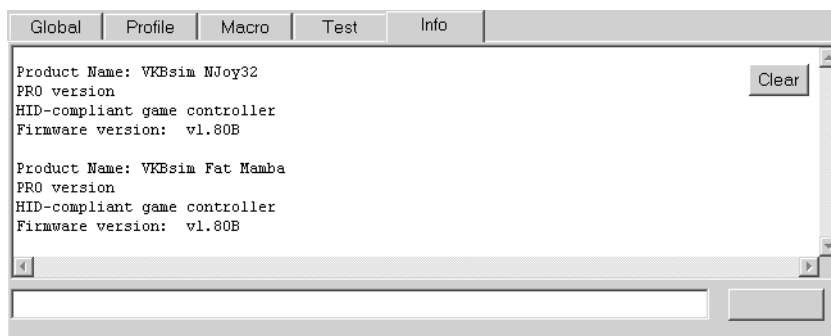 Global Profile Macro Test Info
Product Name: VKBsim NJoy32
PRO version
HID-compliant game controller
Firmware version:  v1.80B
Clear
Product Name: VKBsim Fat Mamba
PRO version
HID-compliant game controller
Firmware version:  v1.80B